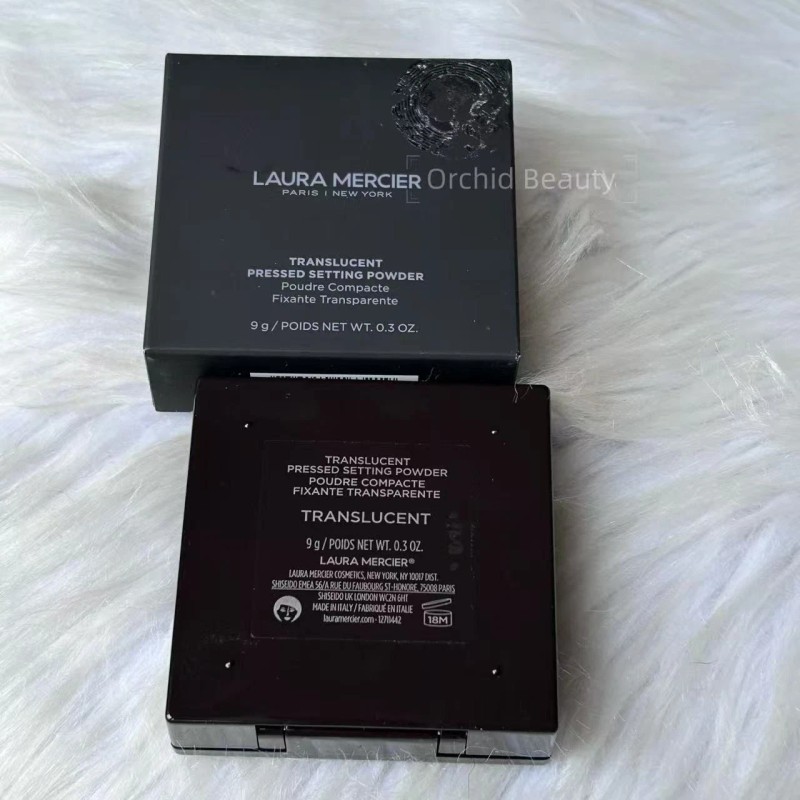 LAURA MERCIER
PARIS | NEW YORK
Orchid Beauty
TRANSLUCENT
PRESSED SETTING POWDER
Poudre Compacte
Fixante Transparente
9 g / POIDS NET WT. 0.3 OZ.
TRANSLUCENT
PRESSED SETTING POWDER
POUDRE COMPACTE
FIXANTE TRANSPARENTE
TRANSLUCENT
9 g / POIDS NET WT. 0.3 OZ.
LAURA MERCIER®
LAURA MERCIER COSMETICS, NEW YORK, NY 10017 DIST.
SHISEIDO EMEA 56/A RUE DU FAUBOURG ST-HONORE, 75008 PARIS
SHISEIDO UK LONDON WC2N 6HT
MADE IN ITALY / FABRIQUÉ EN ITALIE
lauramercier.com - 12711442
18M